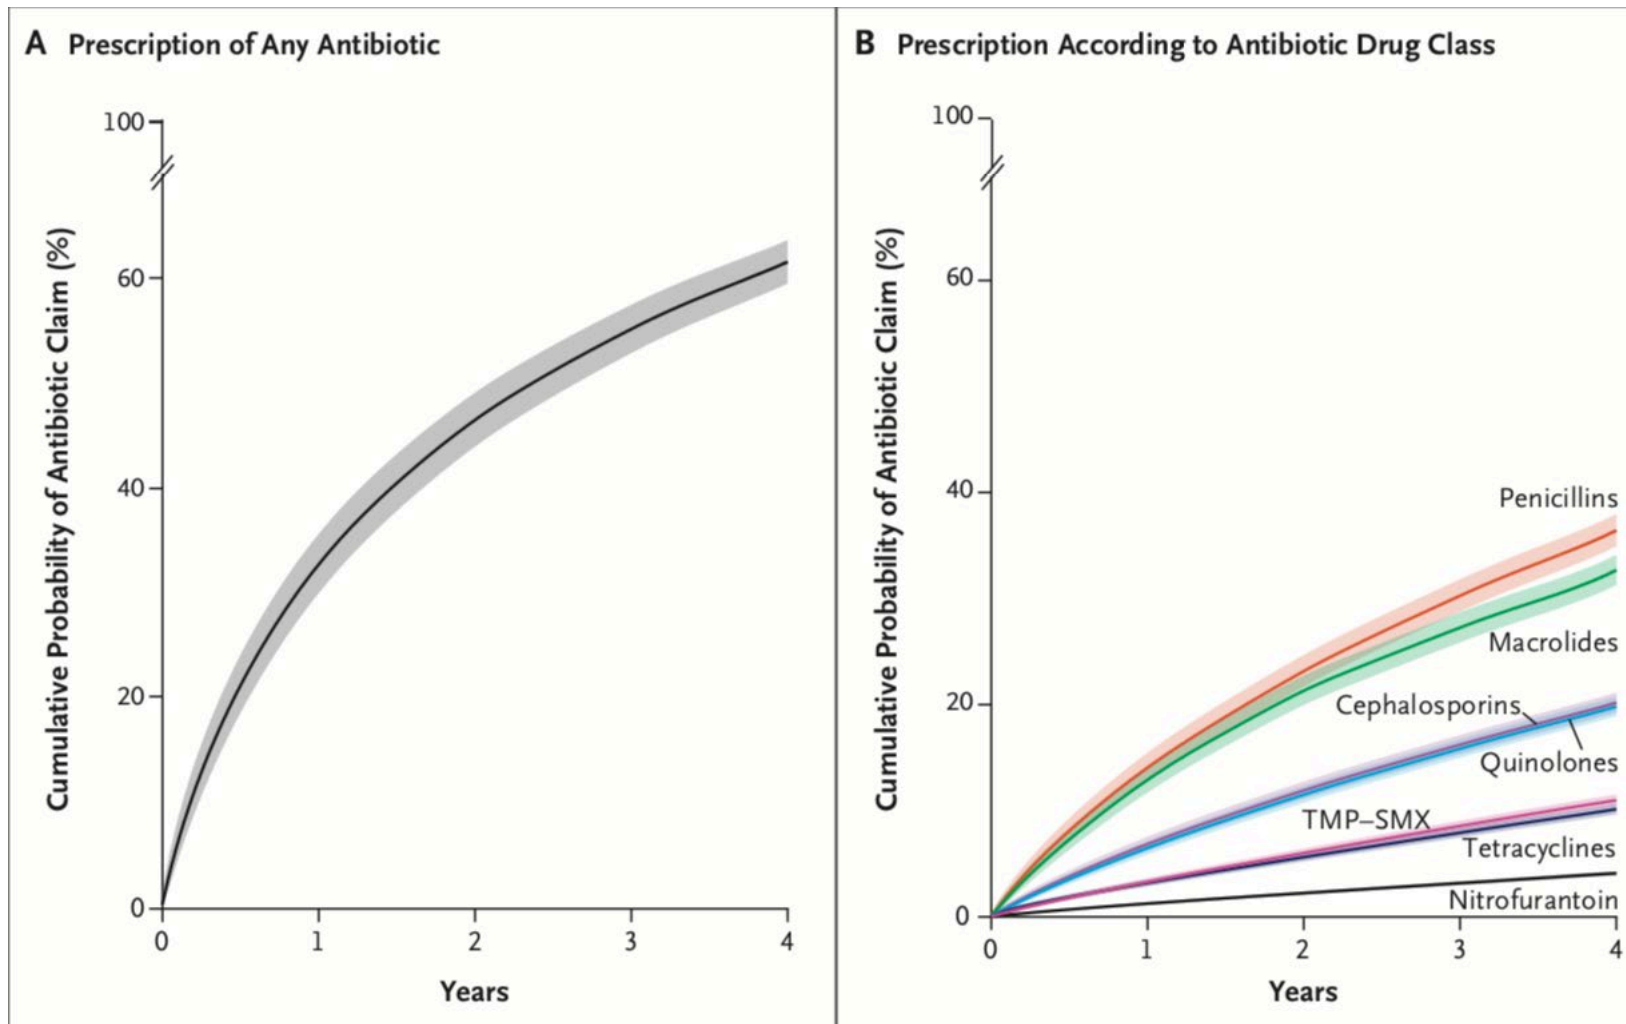 A Prescription of Any Antibiotic
100
60
40
20
0
Cumulative Probability of Antibiotic Claim (%)
0 1 2 3 4
Years
B Prescription According to Antibiotic Drug Class
100
60
40
20
0
Cumulative Probability of Antibiotic Claim (%)
Penicillins
Macrolides
Cephalosporins
Quinolones
TMP–SMX
Tetracyclines
Nitrofurantoin
0 1 2 3 4
Years